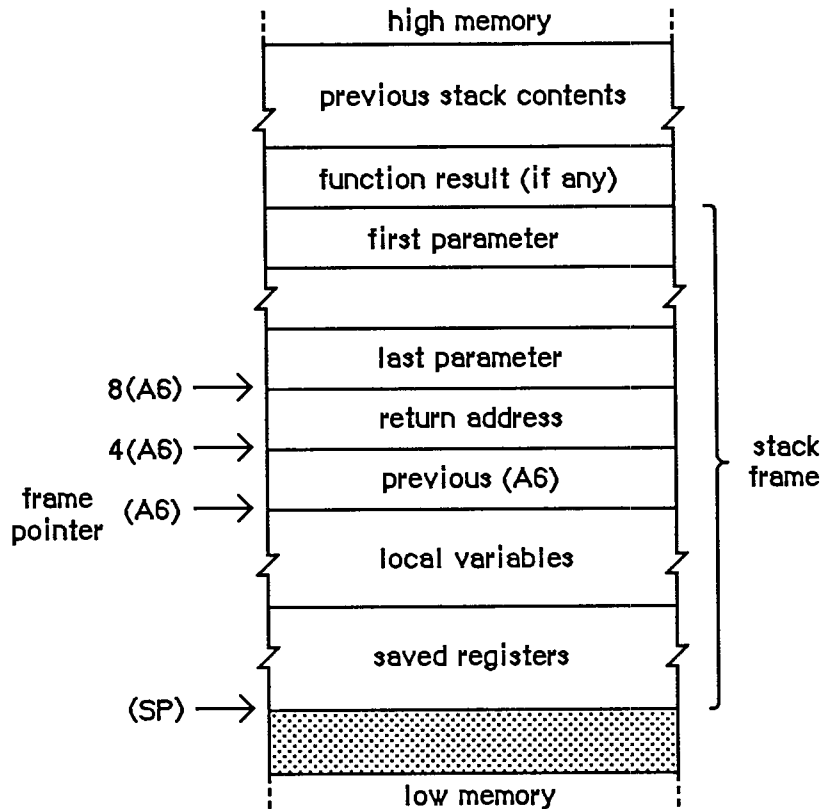 high memory
previous stack contents
function result (if any)
first parameter
last parameter
8(A6)
return address
4(A6)
previous (A6)
stack
frame
frame
pointer
(A6)
local variables
saved registers
(SP)
low memory